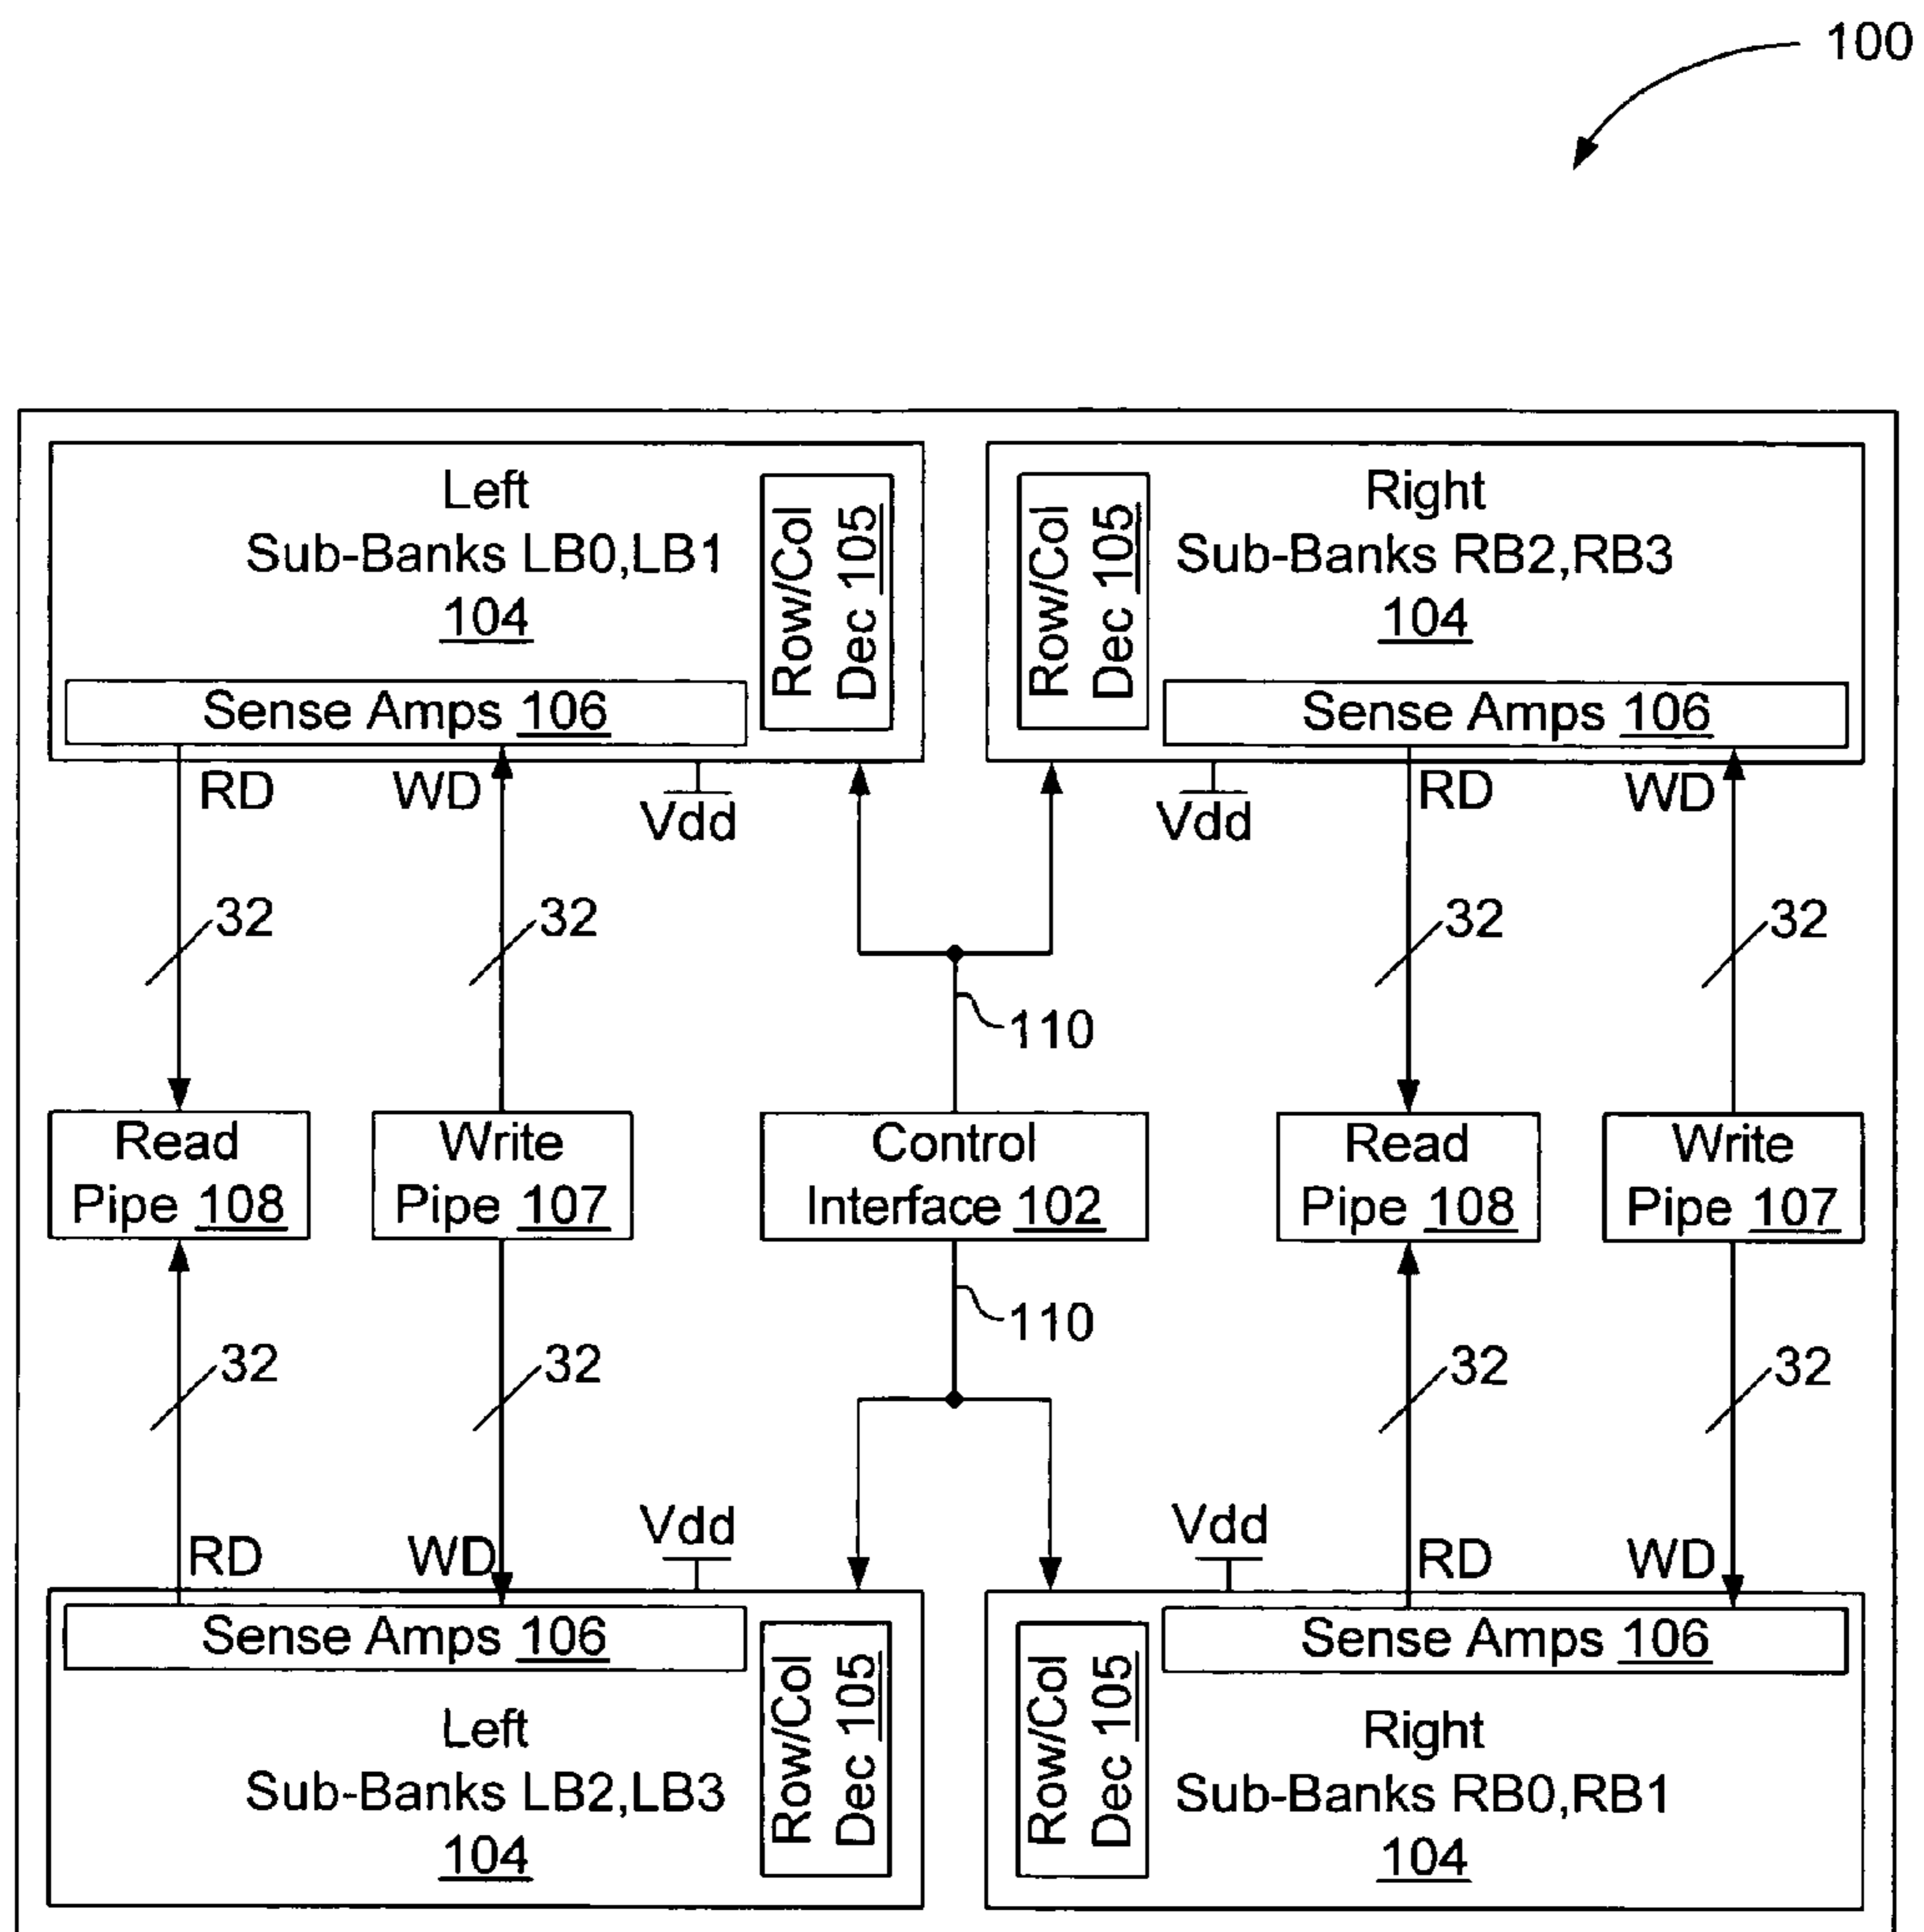 100
Left
Sub-Banks LB0,LB1
104
Row/Col
Dec 105
Sense Amps 106
Right
Sub-Banks RB2,RB3
104
Row/Col
Dec 105
Sense Amps 106
RD
WD
Vdd
Vdd
RD
WD
32
32
32
32
110
Read
Pipe 108
Write
Pipe 107
Control
Interface 102
Read
Pipe 108
Write
Pipe 107
110
32
32
32
32
RD
WD
Vdd
Vdd
RD
WD
Sense Amps 106
Row/Col
Dec 105
Left
Sub-Banks LB2,LB3
104
Row/Col
Dec 105
Sense Amps 106
Right
Sub-Banks RB0,RB1
104